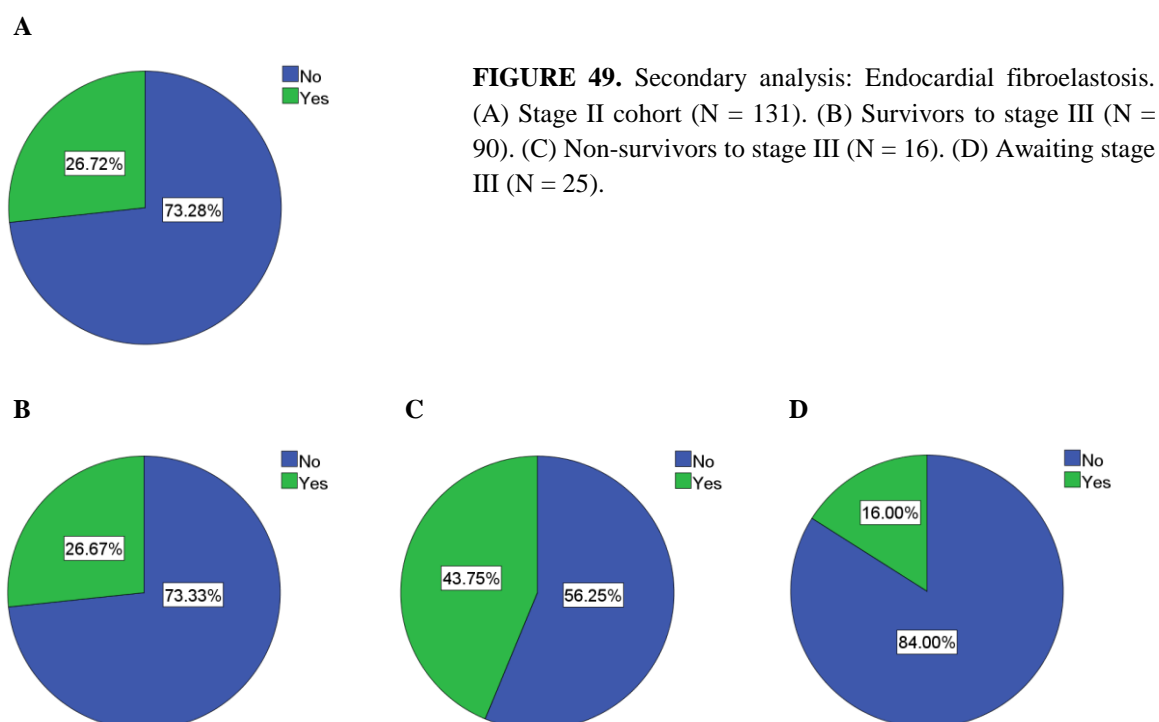 A
No
Yes
26.72%
73.28%
FIGURE 49. Secondary analysis: Endocardial fibroelastosis.
(A) Stage II cohort (N = 131). (B) Survivors to stage III (N =
90). (C) Non-survivors to stage III (N = 16). (D) Awaiting stage
III (N = 25).
B
No
Yes
26.67%
73.33%
C
No
Yes
43.75%
56.25%
D
No
Yes
16.00%
84.00%